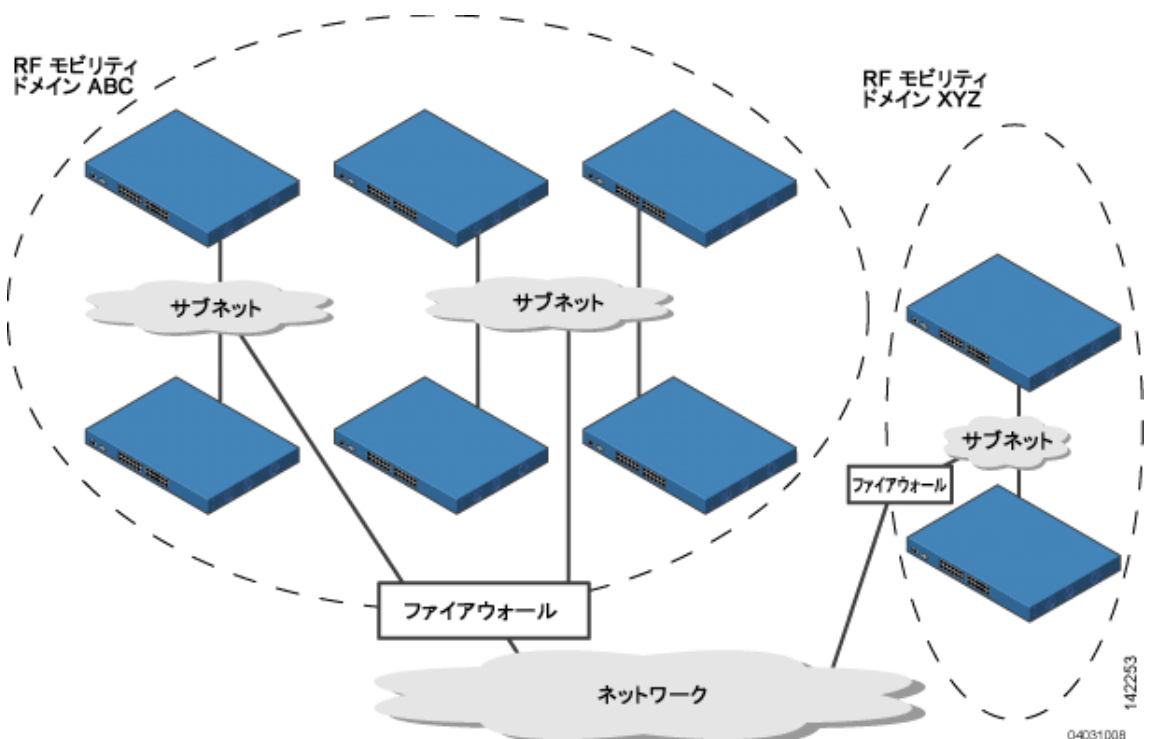 RF モビリティ
ドメイン ABC
RF モビリティ
ドメイン XYZ
サブネット
サブネット
サブネット
ファイアウォール
ファイアウォール
ネットワーク
142253
04031008